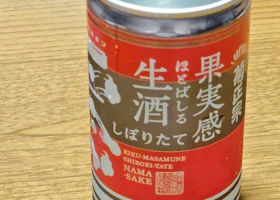 菊正宗
果実感
ほとばしる
生酒
しぼりたて
KIKU-MASAMUNE
SHIBORI-TATE
NAMA
-SAKE